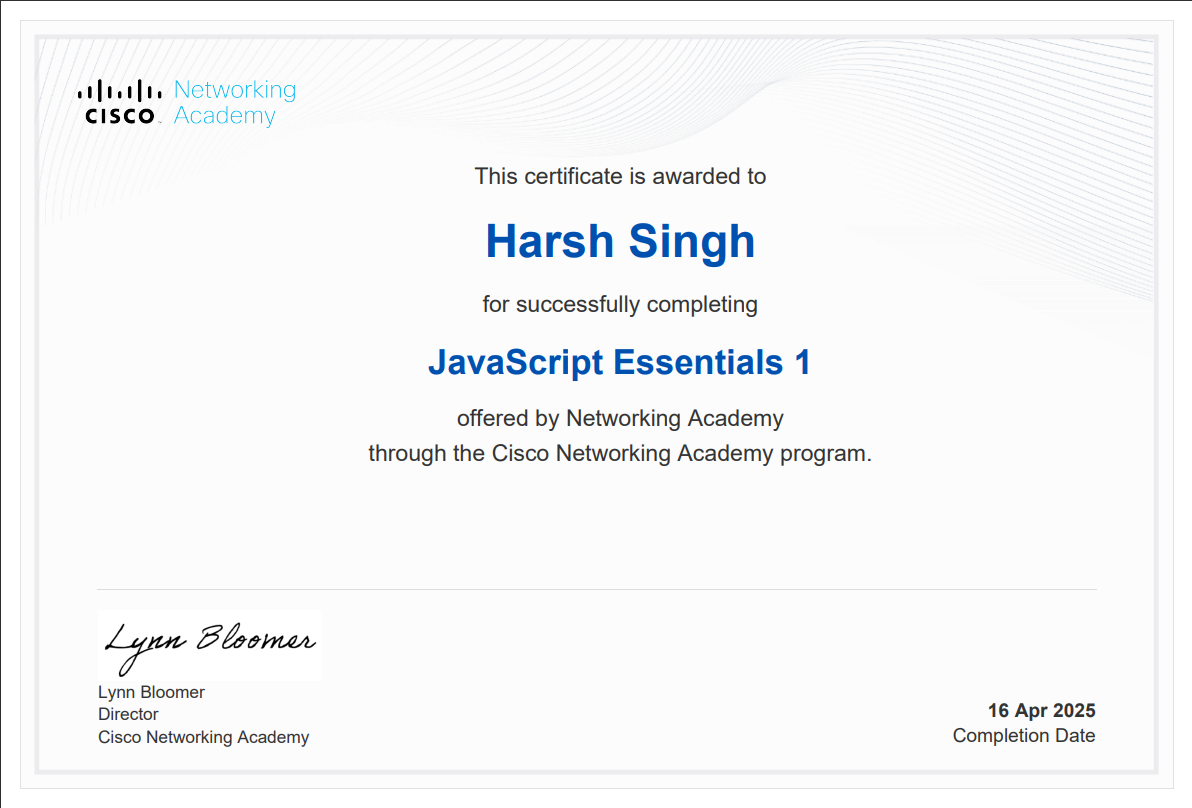 Networking
cisco Academy
This certificate is awarded to
Harsh Singh
for successfully completing
JavaScript Essentials 1
offered by Networking Academy
through the Cisco Networking Academy program.
Lynn Bloomer
Lynn Bloomer
Director
Cisco Networking Academy
16 Apr 2025
Completion Date